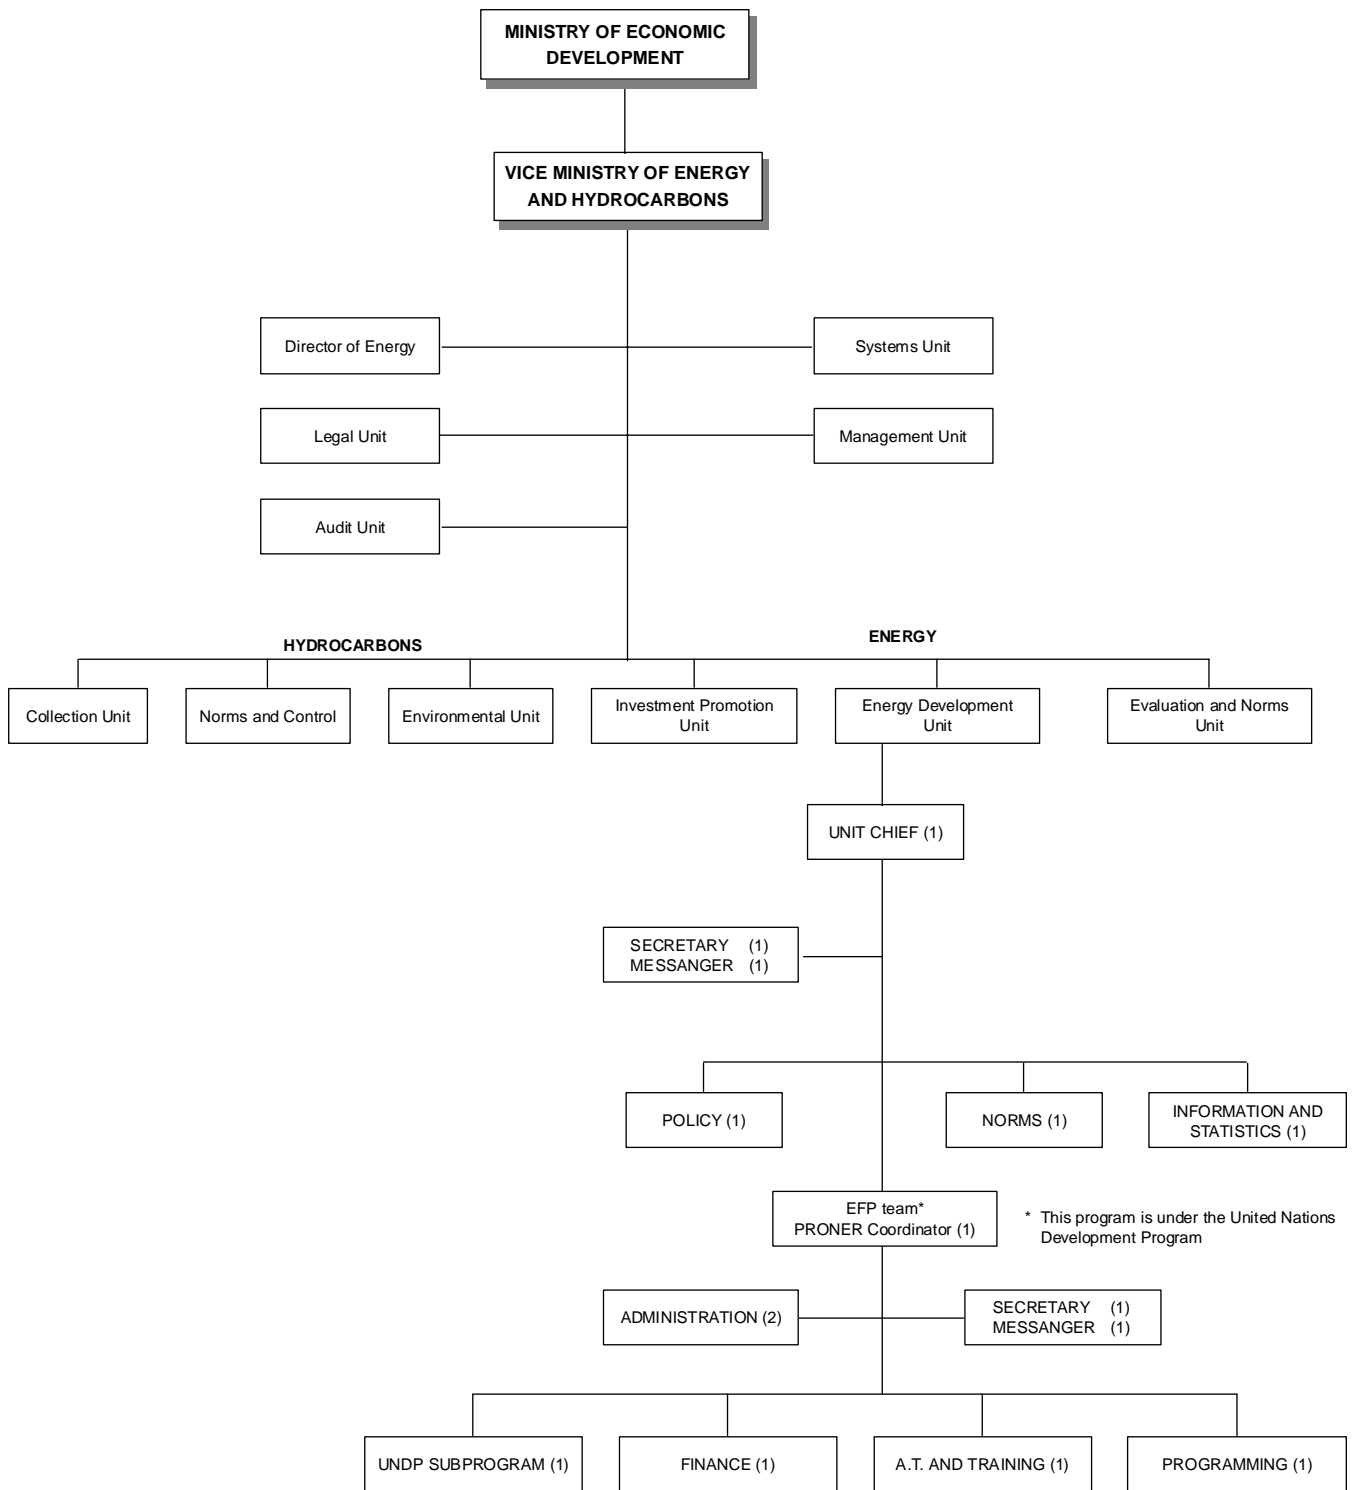 MINISTRY OF ECONOMIC
DEVELOPMENT
VICE MINISTRY OF ENERGY
AND HYDROCARBONS
Director of Energy
Systems Unit
Legal Unit
Management Unit
Audit Unit
HYDROCARBONS
ENERGY
Collection Unit
Norms and Control
Environmental Unit
Investment Promotion
Unit
Energy Development
Unit
Evaluation and Norms
Unit
UNIT CHIEF (1)
SECRETARY (1)
MESSANGER (1)
POLICY (1)
NORMS (1)
INFORMATION AND
STATISTICS (1)
EFP team*
PRONER Coordinator (1)
* This program is under the United Nations
Development Program
ADMINISTRATION (2)
SECRETARY (1)
MESSANGER (1)
UNDP SUBPROGRAM (1)
FINANCE (1)
A.T. AND TRAINING (1)
PROGRAMMING (1)